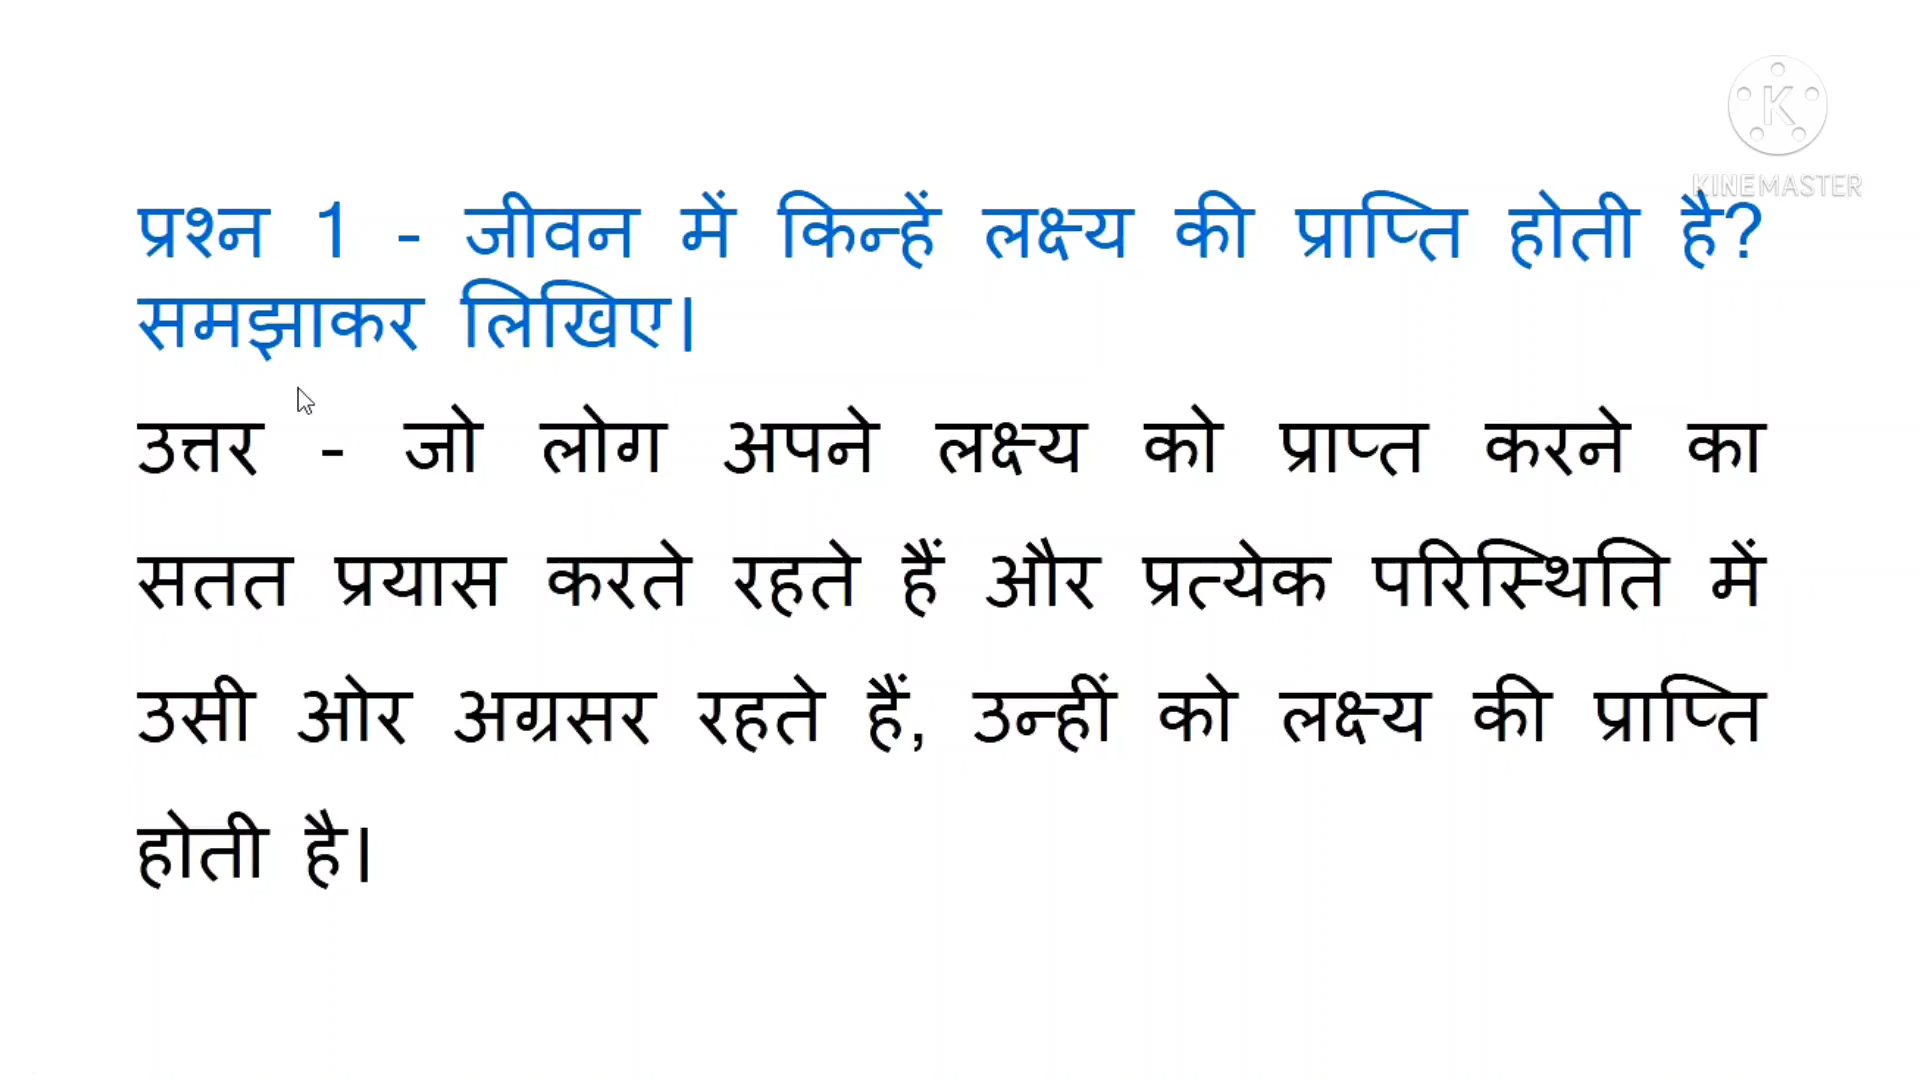 K
KINEMASTER
प्रश्न 1 - जीवन में किन्हें लक्ष्य की प्राप्ति होती है?
समझाकर लिखिए।
उत्तर - जो लोग अपने लक्ष्य को प्राप्त करने का
सतत प्रयास करते रहते हैं और प्रत्येक परिस्थिति में
उसी ओर अग्रसर रहते हैं, उन्हीं को लक्ष्य की प्राप्ति
होती है।